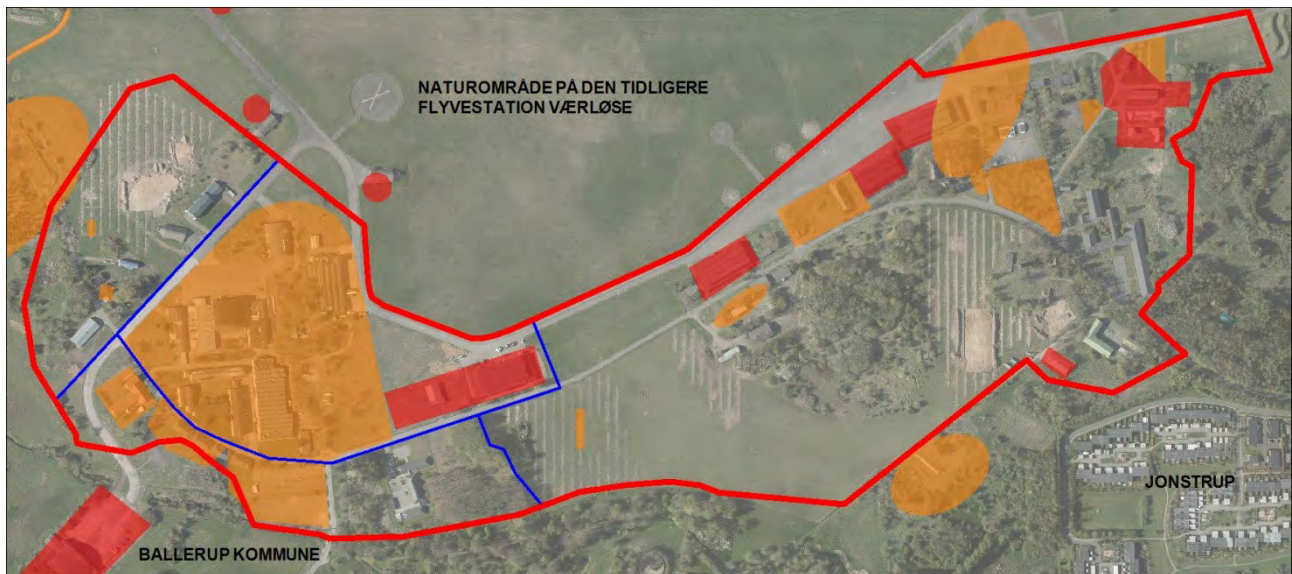 NATUROMRÅDE PÅ DEN TIDLIGERE
FLYVESTATION VÆRLØSE
JONSTRUP
BALLERUP KOMMUNE